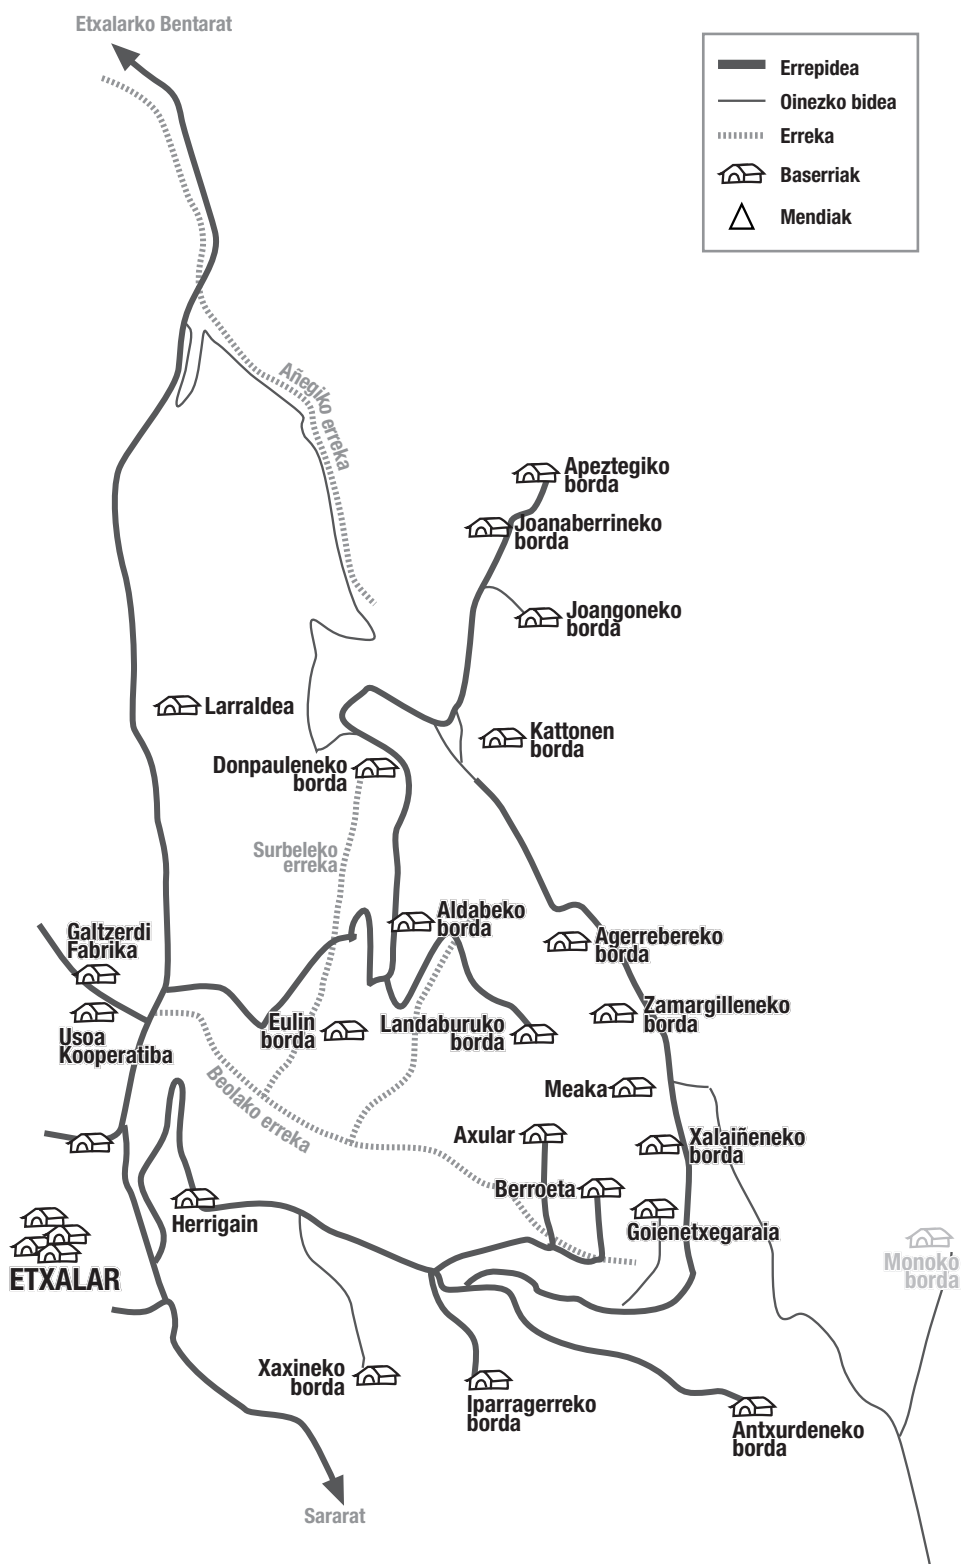 Etxalarko Bentarat
Errepidea
Oinezko bidea
Erreka
Baserriak
Mendiak
Añegiko erreka
Apeztegiko
borda
Joanaberrineko
borda
Joangoneko
borda
Larraldea
Kattonen
borda
Donpauleneko
borda
Surbeleko
erreka
Aldabeko
borda
Galtzerdi
Fabrika
Agerrebereko
borda
Usoa
Kooperatiba
Eulin
borda
Landaburuko
borda
Zamargilleneko
borda
Beolako erreka
Meaka
Axular
Xalaiñeneko
borda
Berroeta
Herrigain
Goienetxegaraia
ETXALAR
Monoko
borda
Xaxineko
borda
Iparragerreko
borda
Antxurdeneko
borda
Sararat